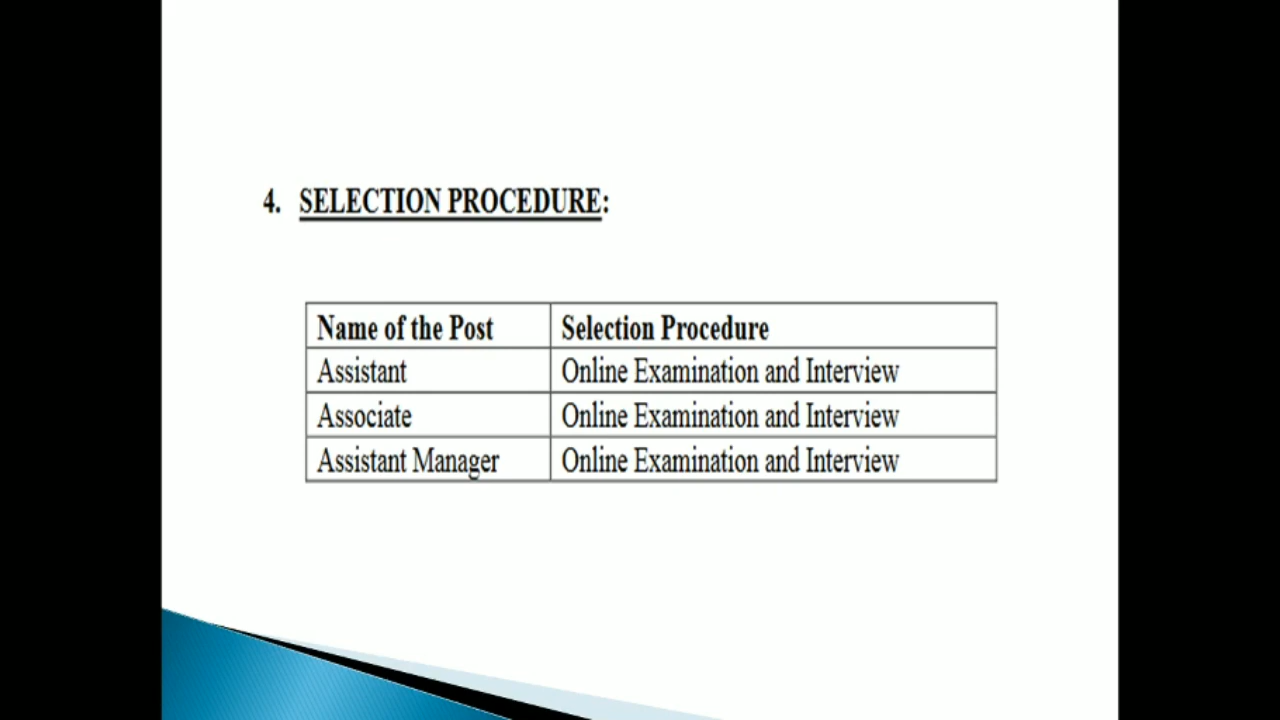 4. SELECTION PROCEDURE:
Name of the Post Selection Procedure
Assistant Online Examination and Interview
Associate Online Examination and Interview
Assistant Manager Online Examination and Interview